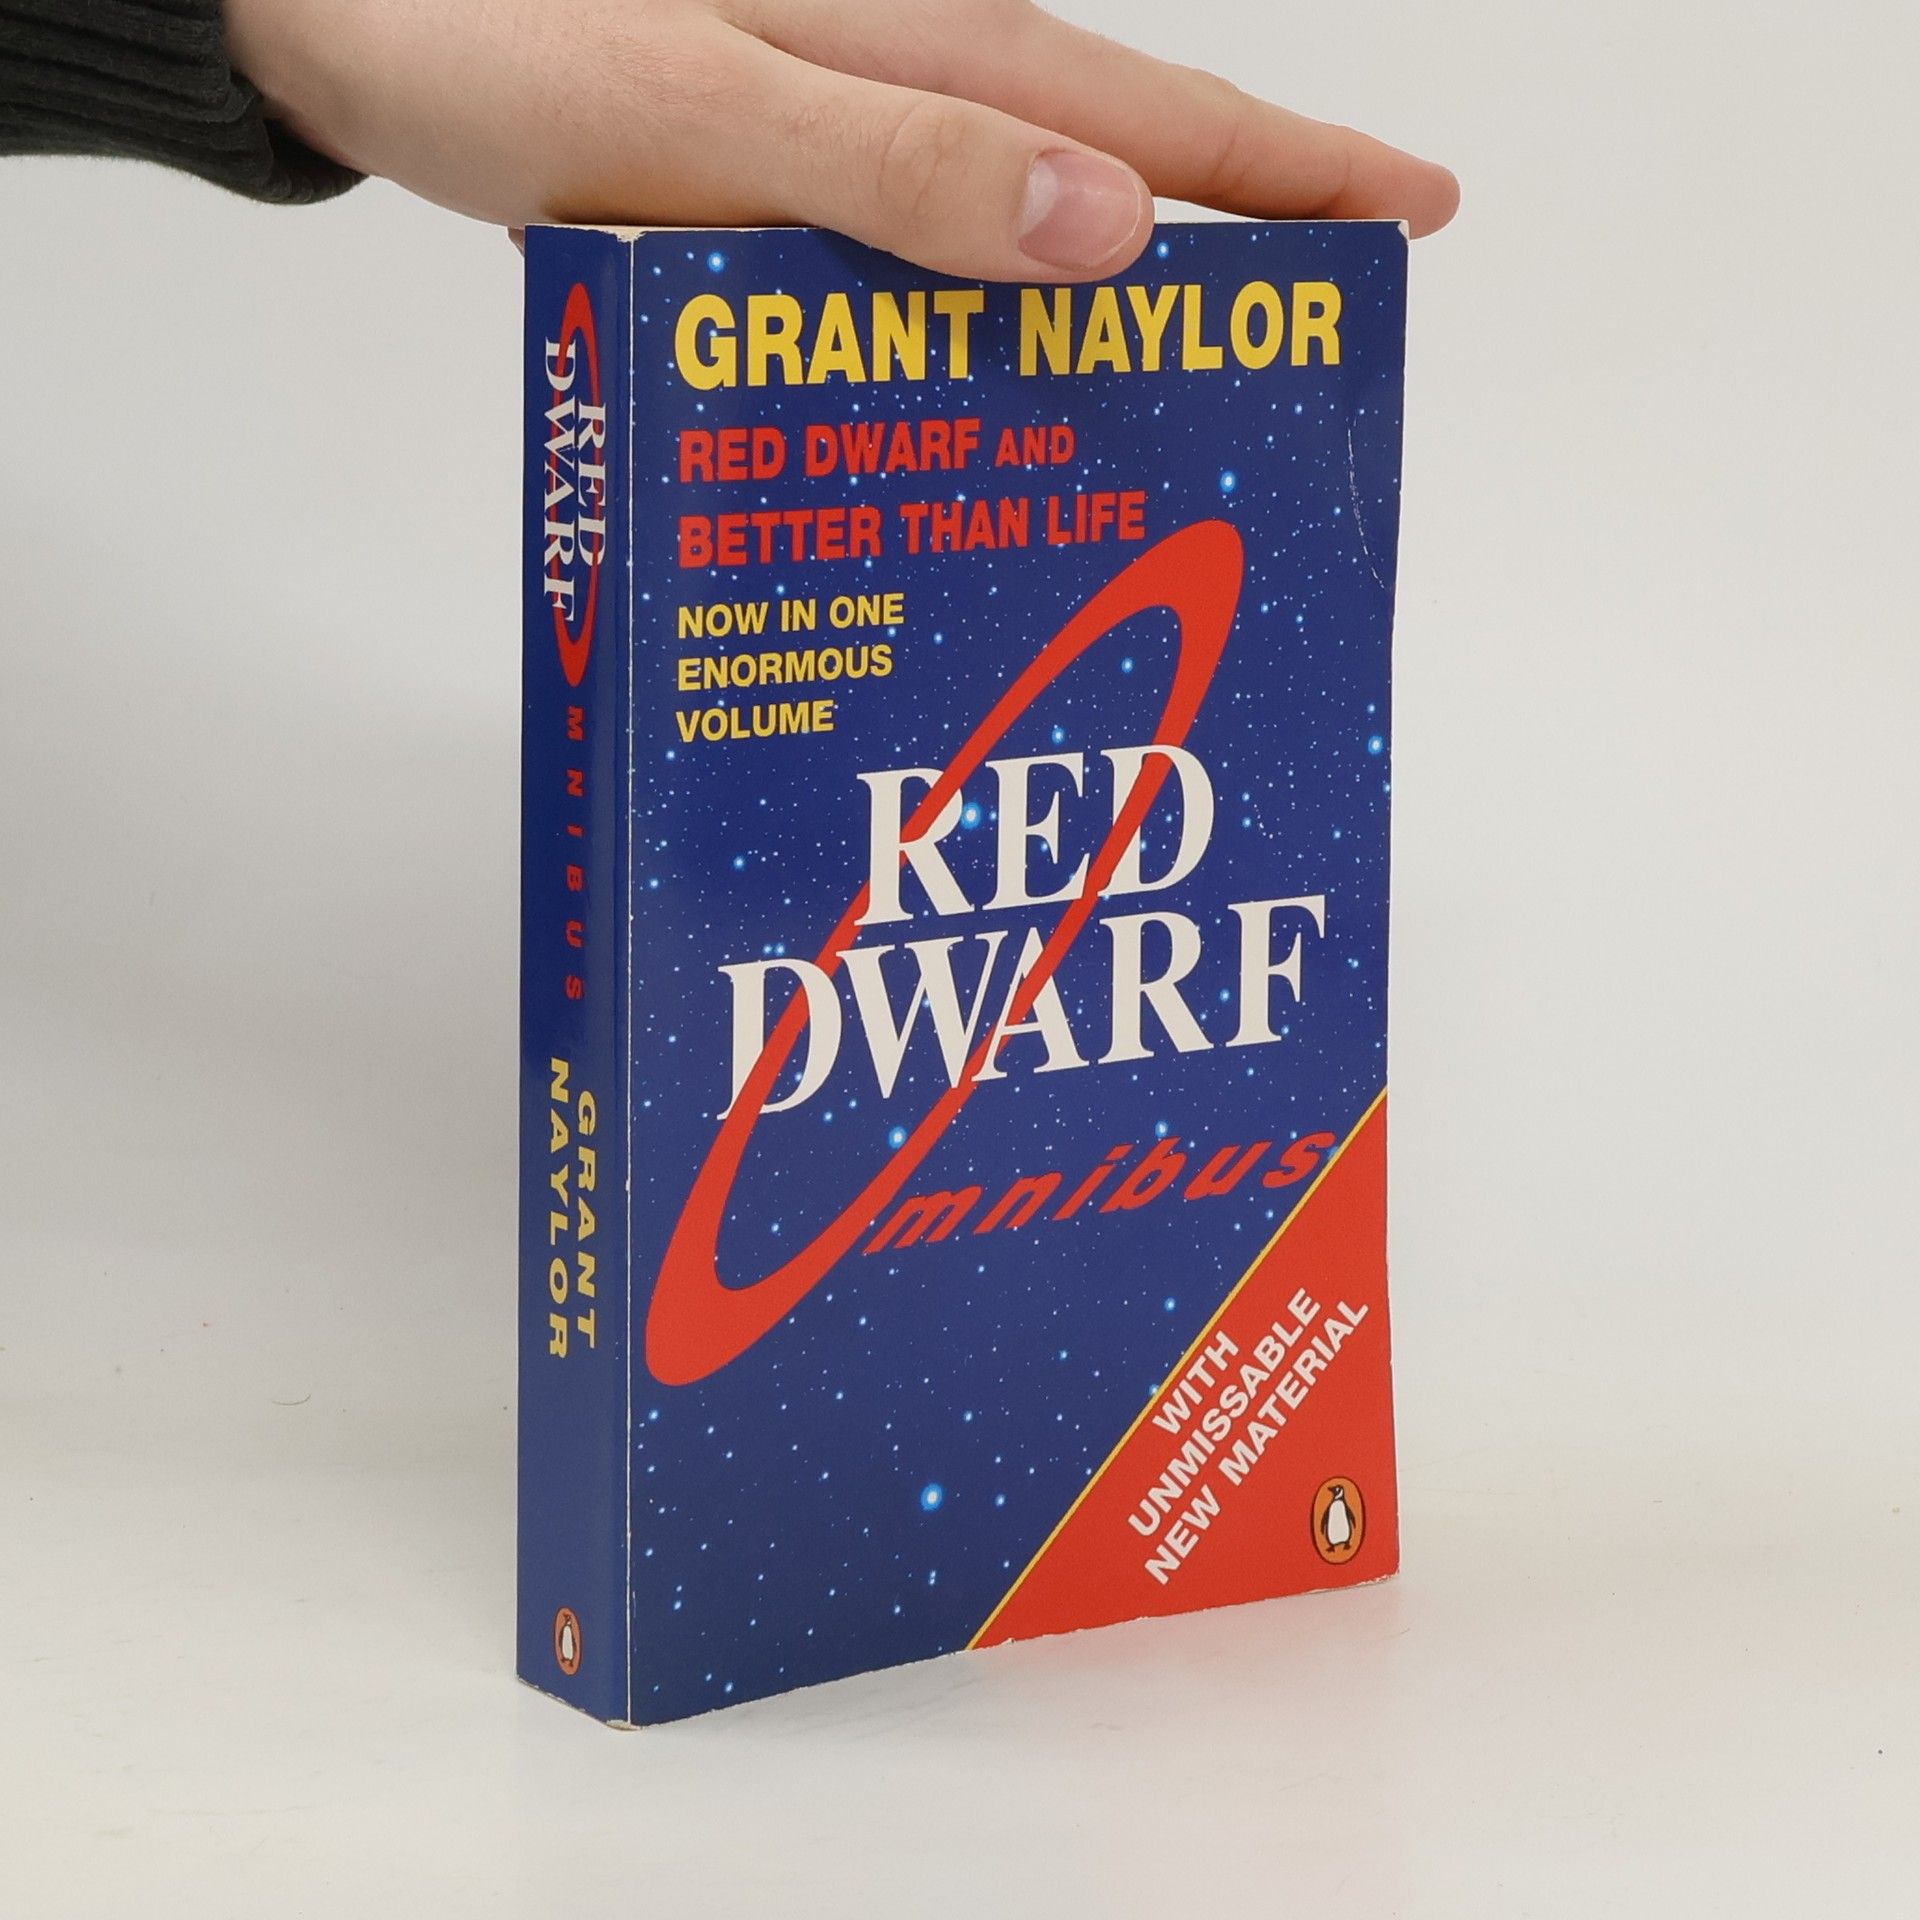 RED
DWARF
MNIBUS
GRANT
NAYLOR
GRANT NAYLOR
RED DWARF AND
BETTER THAN LIFE
NOW IN ONE
ENORMOUS
VOLUME
RED
DWARF
Omnibus
WITH
UNMISSABLE
NEW MATERIAL